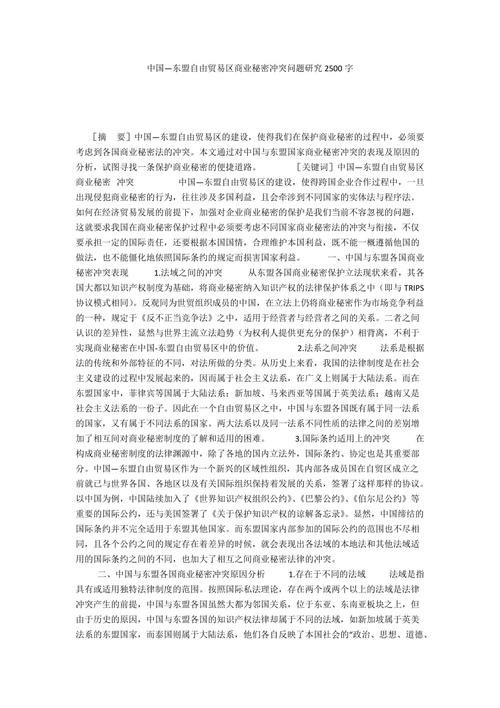 中国—东盟自由贸易区商业秘密冲突问题研究2500字
［摘　要］中国—东盟自由贸易区的建设，使得我们在保护商业秘密的过程中，必须要
考虑到各国商业秘密法的冲突。本文通过对中国与东盟国家商业秘密冲突的表现及原因的
分析，试图寻找一条保护商业秘密的便捷道路。　　［关键词］中国—东盟自由贸易区
商业秘密 冲突　　中国—东盟自由贸易区的建设，使得跨国企业合作过程中，一旦
出现侵犯商业秘密的行为，往往涉及多国利益，且会牵涉到不同国家的实体法与程序法。
如何在经济贸易发展的前提下，加强对企业商业秘密的保护是我们当前不容忽视的问题，
这就要求我国在商业秘密保护过程中必须要考虑不同国家商业秘密法的冲突与衔接，不仅
要承担一定的国际责任，还要根据本国国情，合理维护本国利益，既不能一概遵循他国的
做法，也不能僵化地依照国际条约的规定而损害国家利益。　　一、中国与东盟各国商业
秘密冲突表现　　1.法域之间的冲突　　从东盟各国商业秘密保护立法现状来看，其各
国大都以知识产权制度为基础，将商业秘密纳入知识产权的法律保护体系之中（即与TRIPS
协议模式相同）。反观同为世贸组织成员的中国，在立法上仍将商业秘密作为市场竞争利益
的一种，规定于《反不正当竞争法》之中，适用于经营者与经营者之间的关系。二者之间
认识的差异性，显然与世界主流立法趋势（为权利人提供更充分的保护）相背离，不利于
实现商业秘密在中国-东盟自由贸易区中的价值。　　2.法系之间冲突　　法系是根据
法的传统和外部特征的不同，对法所做的分类。从历史上来看，我国的法律制度是在社会
主义建设的过程中发展起来的，因而属于社会主义法系，在广义上则属于大陆法系。而在
东盟国家中，菲律宾等国属于大陆法系；新加坡、马来西亚等国属于英美法系；越南又是
社会主义法系的一份子。因此在一个自由贸易区之中，中国与东盟各国既有属于同一法系
的国家，又有属于不同法系的国家。两大法系以及同一法系不同性质的法律之间的差别增
加了相互间对商业秘密制度的了解和适用的困难。　　3.国际条约适用上的冲突　　在
构成商业秘密制度的法律渊源中，除了各地的国内立法外，国际条约、协定也是其重要部
分。中国—东盟自由贸易区作为一个新兴的区域性组织，其内部各成员国在自贸区成立之
前就已与世界各国、各地区以及有关国际组织保持着发展的关系，签署了这样那样的协议。
以中国为例，中国陆续加入了《世界知识产权组织公约》、《巴黎公约》、《伯尔尼公约》等
重要的国际公约，还与美国签署了《关于保护知识产权的谅解备忘录》。显然，中国缔结的
国际条约并不完全适用于东盟其他国家。而东盟国家内部参加的国际公约的范围也不尽相
同，且各个公约之间的规定存在着差异的时候，就会表现出各法域的本地法和其他法域适
用的国际条约之间的不同，也加大了相互之间商业秘密法律的冲突。
二、中国与东盟各国商业秘密冲突原因分析　　1.存在于不同的法域　　法域是指
具有或适用独特法律制度的范围。按照国际私法理论，存在两个或两个以上的法域是法律
冲突产生的前提，中国与东盟各国虽然大都为邻国关系，位于东亚、东南亚板块之上，但
由于历史的原因，中国与东盟各国的知识产权法律却属于不同的法域，如新加坡属于英美
法系的东盟国家，而泰国则属于大陆法系，他们各自反映了本国社会的“政治、思想、道德、